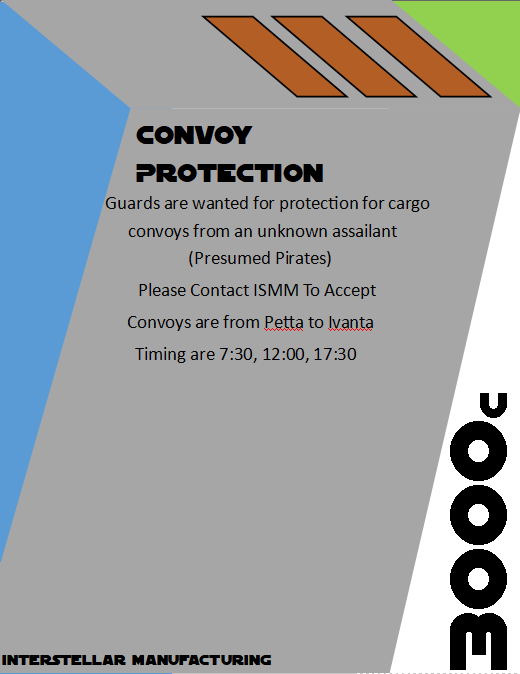 CONVOY
PROTECTION
Guards are wanted for protection for cargo
convoys from an unknown assailant
(Presumed Pirates)
Please Contact ISMM To Accept
Convoys are from Petta to Ivanta
Timing are 7:30, 12:00, 17:30
3000c
INTERSTELLAR MANUFACTURING